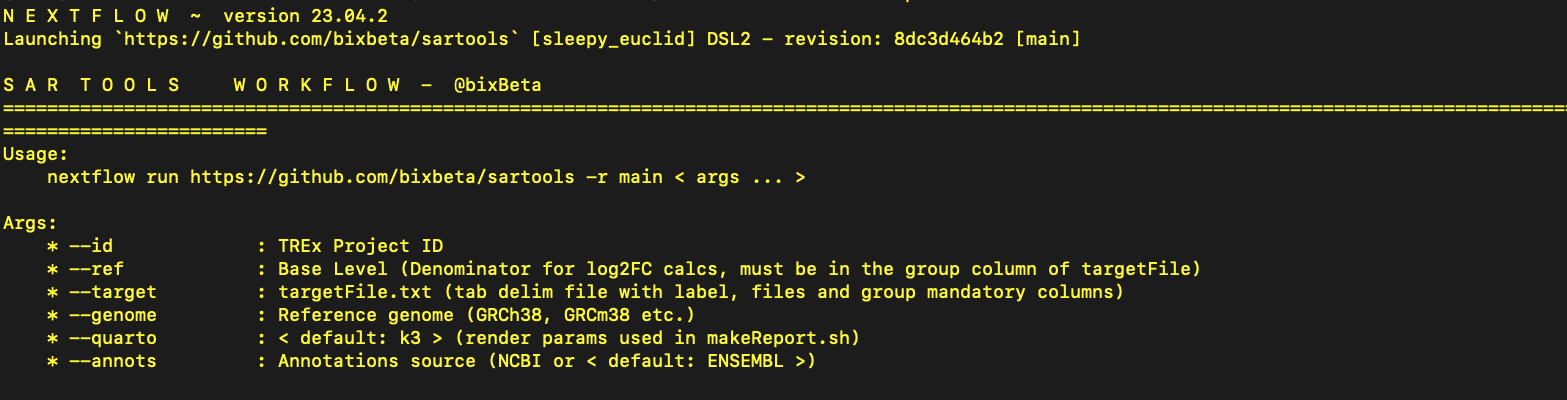 N E X T F L O W  ~  version 23.04.2
Launching `https://github.com/bixbeta/sartools` [sleepy_euclid] DSL2 - revision: 8dc3d464b2 [main]
S A R  T O O L S     W O R K F L O W  -  @bixBeta
===============================================================================================================================================
========================
Usage:
    nextflow run https://github.com/bixbeta/sartools -r main < args ... >
Args:
    * --id             : TREx Project ID
    * --ref            : Base Level (Denominator for log2FC calcs, must be in the group column of targetFile)
    * --target         : targetFile.txt (tab delim file with label, files and group mandatory columns)
    * --genome         : Reference genome (GRCh38, GRCm38 etc.)
    * --quarto         : < default: k3 > (render params used in makeReport.sh)
    * --annots         : Annotations source (NCBI or < default: ENSEMBL >)